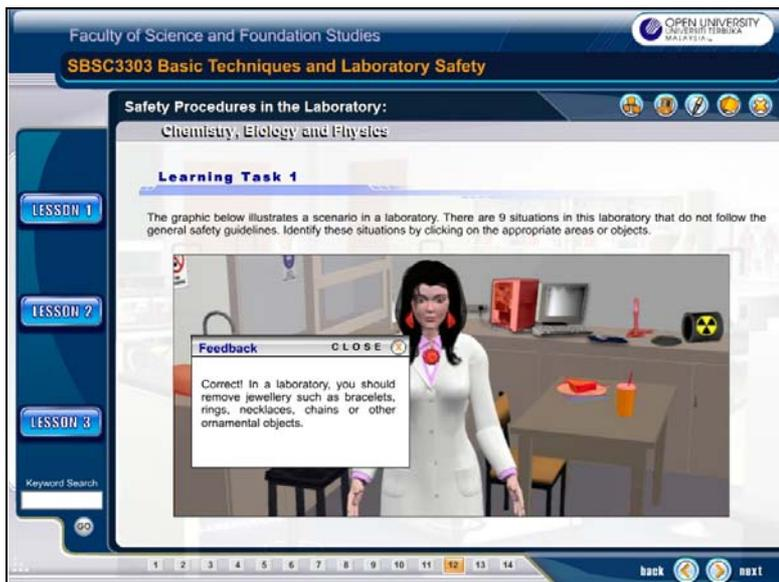 Faculty of Science and Foundation Studies
OPEN UNIVERSITY
UNIVERSITI TERBUKA
MALAYSIA
SBSC3303 Basic Techniques and Laboratory Safety
Safety Procedures in the Laboratory:
Chemistry, Biology and Physics
Learning Task 1
LESSON 1
The graphic below illustrates a scenario in a laboratory. There are 9 situations in this laboratory that do not follow the
general safety guidelines. Identify these situations by clicking on the appropriate areas or objects.
LESSON 2
Feedback CLOSE X
Correct! In a laboratory, you should
remove jewellery such as bracelets,
rings, necklaces, chains or other
ornamental objects.
LESSON 3
Keyword Search
GO
1 2 3 4 5 6 7 8 9 10 11 12 13 14
back next